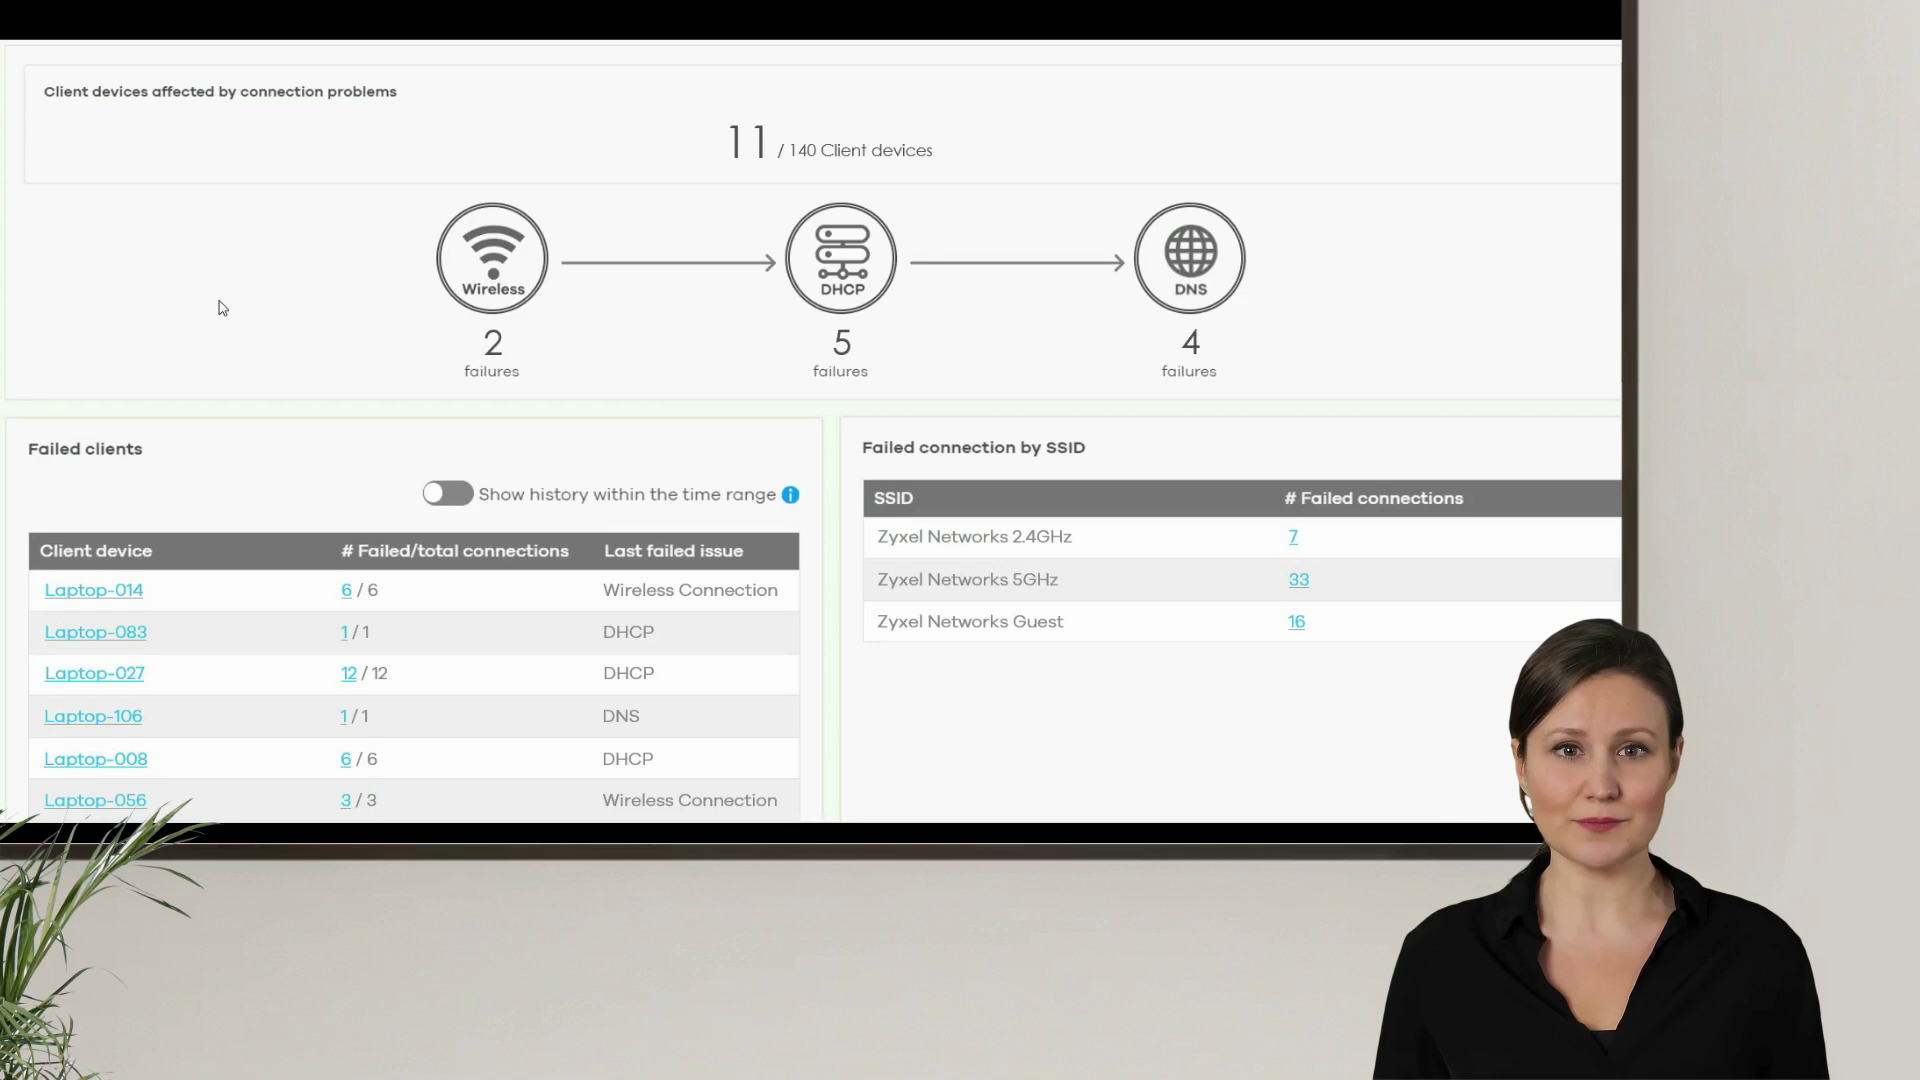 Client devices affected by connection problems
11 / 140 Client devices
Wireless
DHCP
DNS
2
5
4
failures
failures
failures
Failed clients
Show history within the time range
Client device # Failed/total connections Last failed issue
Laptop-014 6 / 6 Wireless Connection
Laptop-083 1 / 1 DHCP
Laptop-027 12 / 12 DHCP
Laptop-106 1 / 1 DNS
Laptop-008 6 / 6 DHCP
Laptop-056 3 / 3 Wireless Connection
Failed connection by SSID
SSID # Failed connections
Zyxel Networks 2.4GHz 7
Zyxel Networks 5GHz 33
Zyxel Networks Guest 16